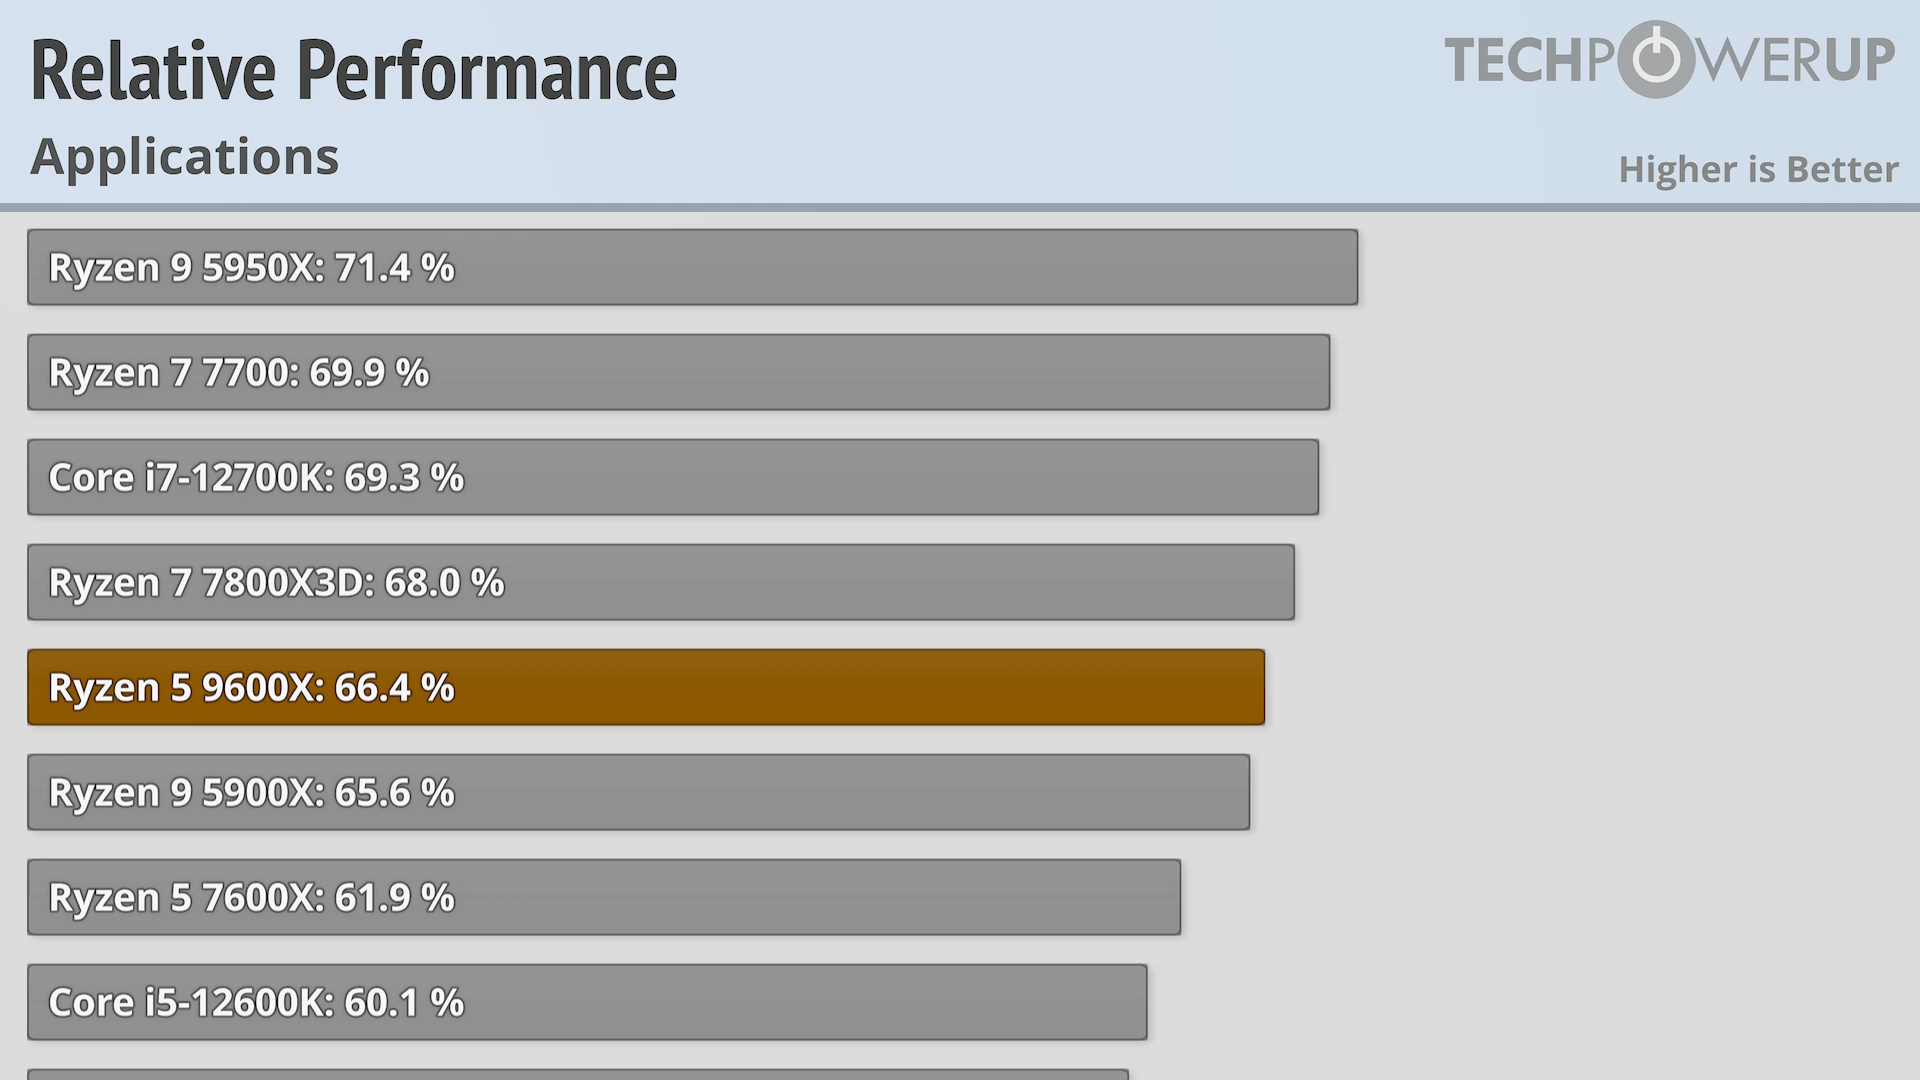 Relative Performance
TECHPOWERUP
Applications
Higher is Better
Ryzen 9 5950X: 71.4 %
Ryzen 7 7700: 69.9 %
Core i7-12700K: 69.3 %
Ryzen 7 7800X3D: 68.0 %
Ryzen 5 9600X: 66.4 %
Ryzen 9 5900X: 65.6 %
Ryzen 5 7600X: 61.9 %
Core i5-12600K: 60.1 %